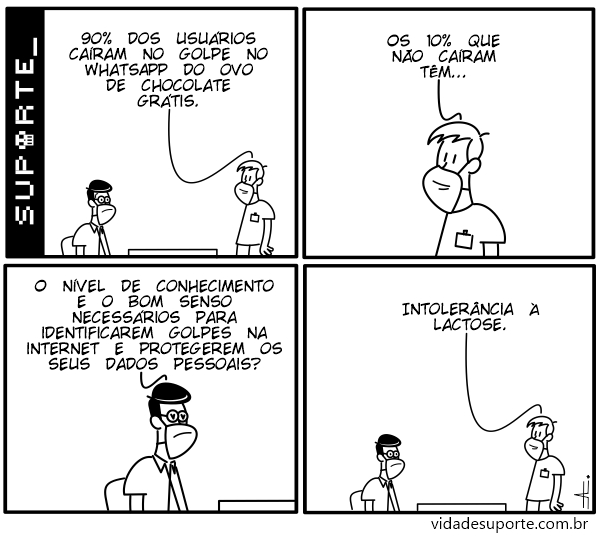 SUPORTE_
90% DOS USUÁRIOS
CAÍRAM NO GOLPE NO
WHATSAPP DO OVO
DE CHOCOLATE
GRÁTIS.
OS 10% QUE
NÃO CAÍRAM
TÊM...
O NÍVEL DE CONHECIMENTO
E O BOM SENSO
NECESSÁRIOS PARA
IDENTIFICAREM GOLPES NA
INTERNET E PROTEGEREM OS
SEUS DADOS PESSOAIS?
INTOLERÂNCIA À
LACTOSE.
vidadesuporte.com.br